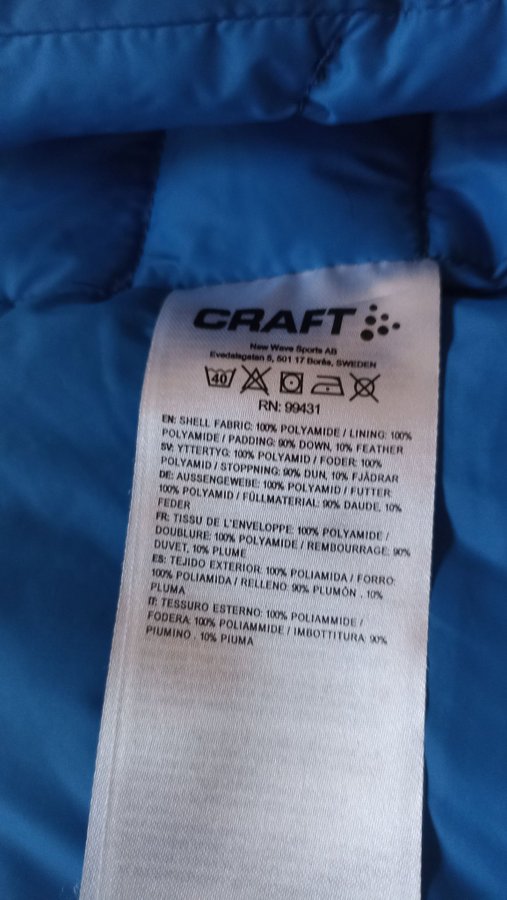 CRAFT
New Wave Sports AB
Evedalsgatan 5, 501 17 Borås, SWEDEN
40
RN: 99431
EN: SHELL FABRIC: 100% POLYAMIDE / LINING: 100%
POLYAMIDE / PADDING: 90% DOWN, 10% FEATHER
SV: YTTERTYG: 100% POLYAMID / FODER: 100%
POLYAMID / STOPPNING: 90% DUN, 10% FJÄDRAR
DE: AUSSENGEWEBE: 100% POLYAMID / FUTTER:
100% POLYAMID / FÜLLMATERIAL: 90% DAUDE, 10%
FEDER
FR: TISSU DE L'ENVELOPPE: 100% POLYAMIDE /
DOUBLURE: 100% POLYAMIDE / REMBOURRAGE: 90%
DUVET, 10% PLUME
ES: TEJIDO EXTERIOR: 100% POLIAMIDA / FORRO:
100% POLIAMIDA / RELLENO: 90% PLUMÓN , 10%
PLUMA
IT: TESSURO ESTERNO: 100% POLIAMMIDE /
FODERA: 100% POLIAMMIDE / IMBOTTITURA: 90%
PIUMINO , 10% PIUMA